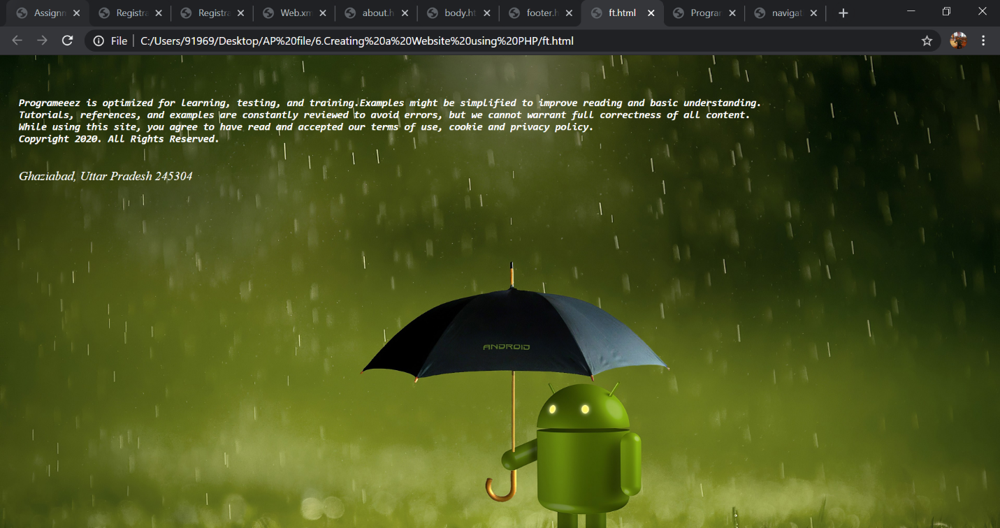 Assignm
Registra
Registra
Web.xm
about.h
body.ht
footer.h
ft.html
Program
navigat
File
C:/Users/91969/Desktop/AP%20file/6.Creating%20a%20Website%20using%20PHP/ft.html
Programeeez is optimized for learning, testing, and training.Examples might be simplified to improve reading and basic understanding.
Tutorials, references, and examples are constantly reviewed to avoid errors, but we cannot warrant full correctness of all content.
While using this site, you agree to have read and accepted our terms of use, cookie and privacy policy.
Copyright 2020. All Rights Reserved.
Ghaziabad, Uttar Pradesh 245304
ANDROID